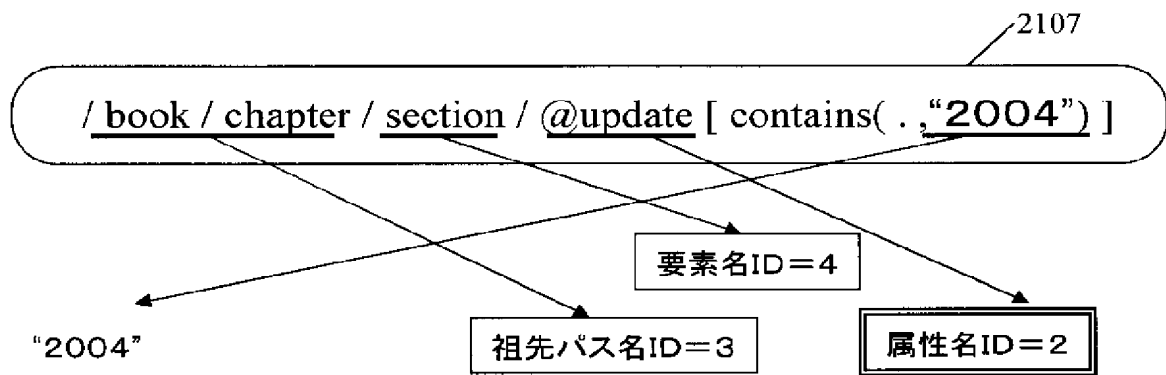 2107
/ book / chapter / section / @update [ contains( . ,“2004”) ]
要素名ID=4
“2004”
祖先パス名ID=3
属性名ID=2